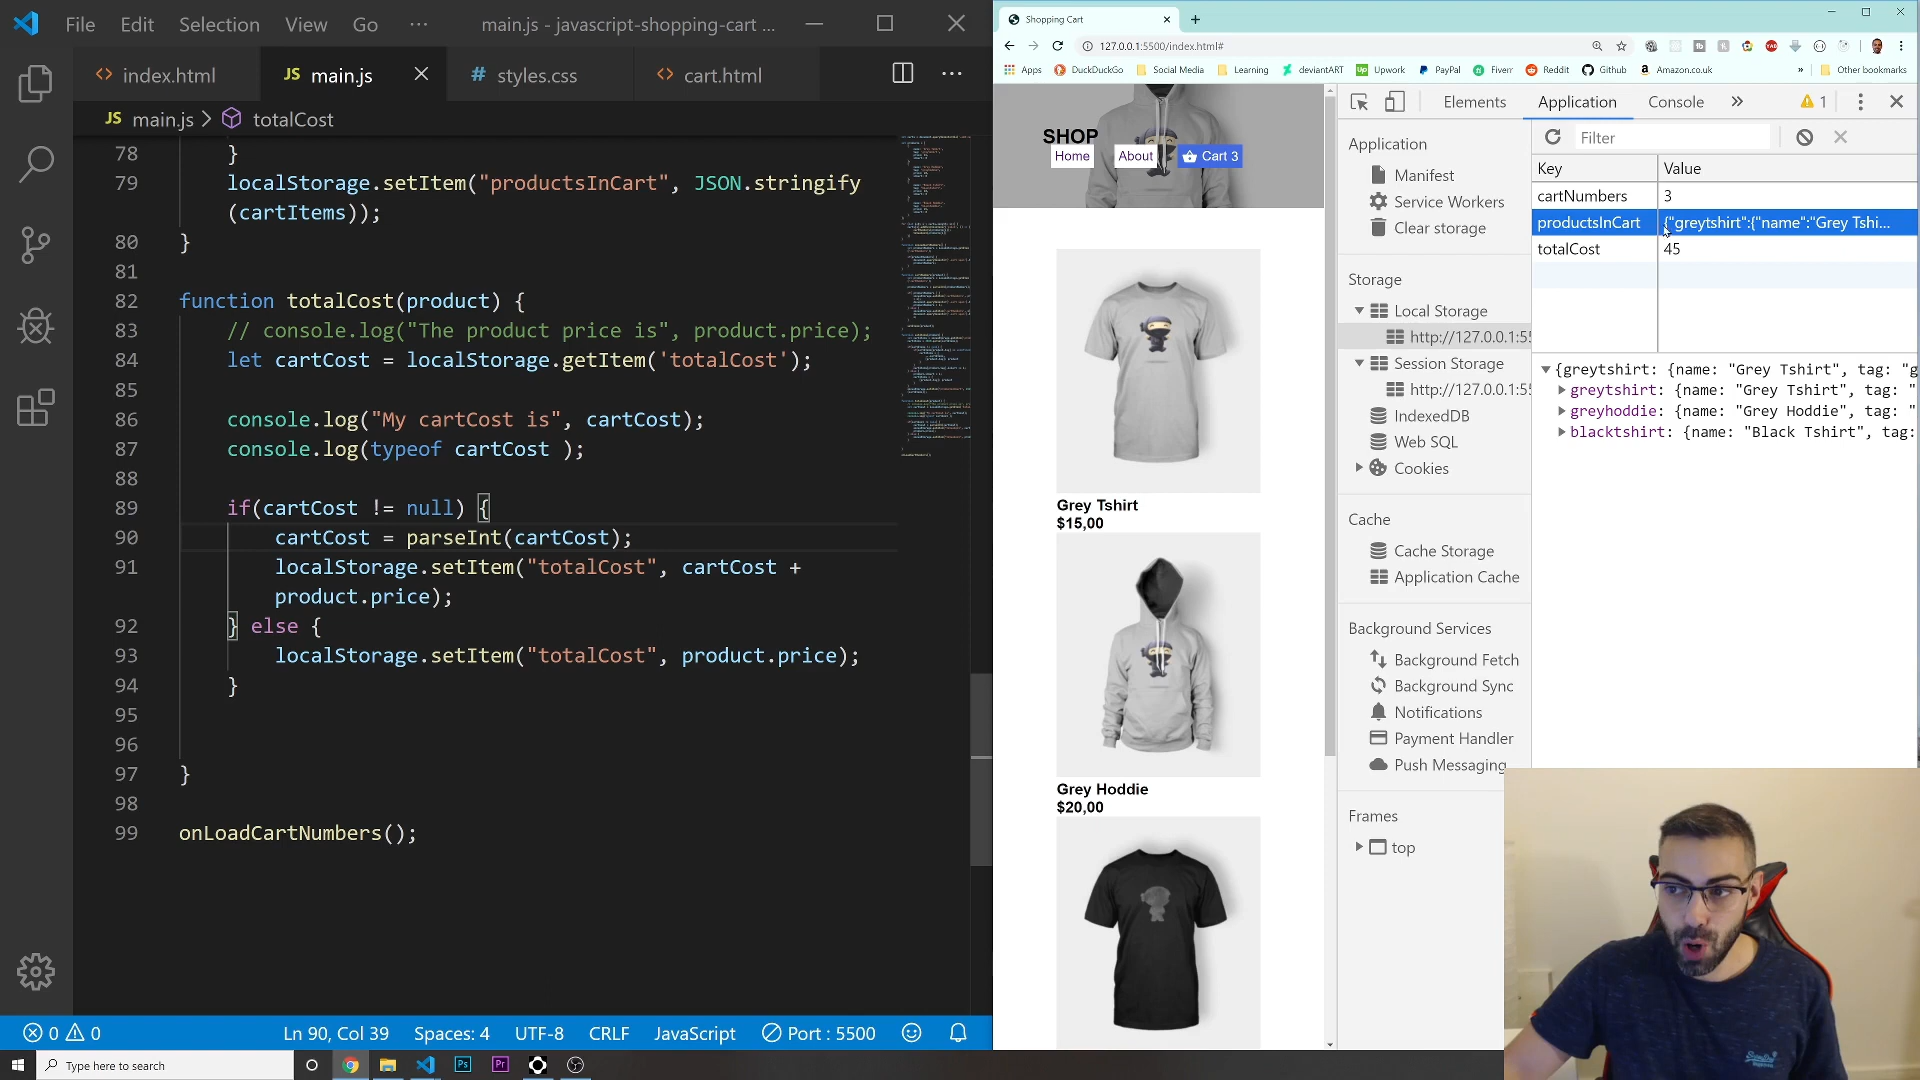 File Edit Selection View Go ··· main.js - javascript-shopping-cart ...
index.html JS main.js # styles.css cart.html
JS main.js > totalCost
78 }
79 localStorage.setItem("productsInCart", JSON.stringify
(cartItems));
80 }
81
82 function totalCost(product) {
83 // console.log("The product price is", product.price);
84 let cartCost = localStorage.getItem('totalCost');
85
86 console.log("My cartCost is", cartCost);
87 console.log(typeof cartCost );
88
89 if(cartCost != null) {
90 cartCost = parseInt(cartCost);
91 localStorage.setItem("totalCost", cartCost +
product.price);
92 } else {
93 localStorage.setItem("totalCost", product.price);
94 }
95
96
97 }
98
99 onLoadCartNumbers();
0 0 Ln 90, Col 39 Spaces: 4 UTF-8 CRLF JavaScript Port : 5500
Type here to search
Shopping Cart
127.0.0.1:5500/index.html#
Apps DuckDuckGo Social Media Learning deviantART Upwork PayPal Fiverr Reddit Github Amazon.co.uk » Other bookmarks
SHOP
Home About Cart 3
Grey Tshirt
$15,00
Grey Hoddie
$20,00
Elements Application Console » 1
Application
Manifest
Service Workers
Clear storage
Storage
Local Storage
http://127.0.0.1:55
Session Storage
http://127.0.0.1:55
IndexedDB
Web SQL
Cookies
Cache
Cache Storage
Application Cache
Background Services
Background Fetch
Background Sync
Notifications
Payment Handler
Push Messaging
Frames
top
Filter
Key Value
cartNumbers 3
productsInCart {"greytshirt":{"name":"Grey Tshi...
totalCost 45
{greytshirt: {name: "Grey Tshirt", tag: "g
greytshirt: {name: "Grey Tshirt", tag: "
greyhoddie: {name: "Grey Hoddie", tag: "
blacktshirt: {name: "Black Tshirt", tag: